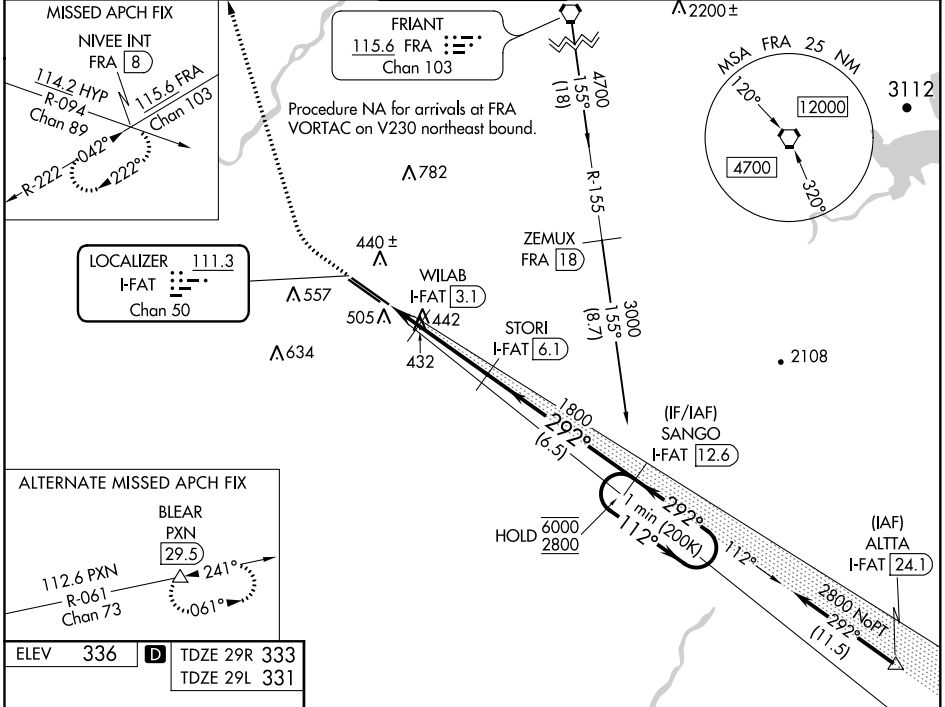 MISSED APCH FIX
NIVEE INT
FRA 8
114.2 HYP
R-094
Chan 89
115.6 FRA
Chan 103
R-222
042°
222°
FRIANT
115.6 FRA
Chan 103
Procedure NA for arrivals at FRA
VORTAC on V230 northeast bound.
4700
155°
(18)
R-155
2200 ±
MSA FRA 25 NM
120°
12000
4700
320°
3112
782
ZEMUX
FRA 18
3000
155°
(8.7)
LOCALIZER 111.3
I-FAT
Chan 50
440 ±
557
505
442
432
634
WILAB
I-FAT 3.1
STORI
I-FAT 6.1
2108
1800
292°
(6.5)
(IF/IAF)
SANGO
I-FAT 12.6
HOLD 6000
2800
1 min (200K)
292°
112°
112°
(IAF)
ALTTA
I-FAT 24.1
2800 NoPT
292°
(11.5)
ALTERNATE MISSED APCH FIX
BLEAR
PXN
29.5
112.6 PXN
R-061
Chan 73
241°
061°
ELEV 336
D
TDZE 29R 333
TDZE 29L 331